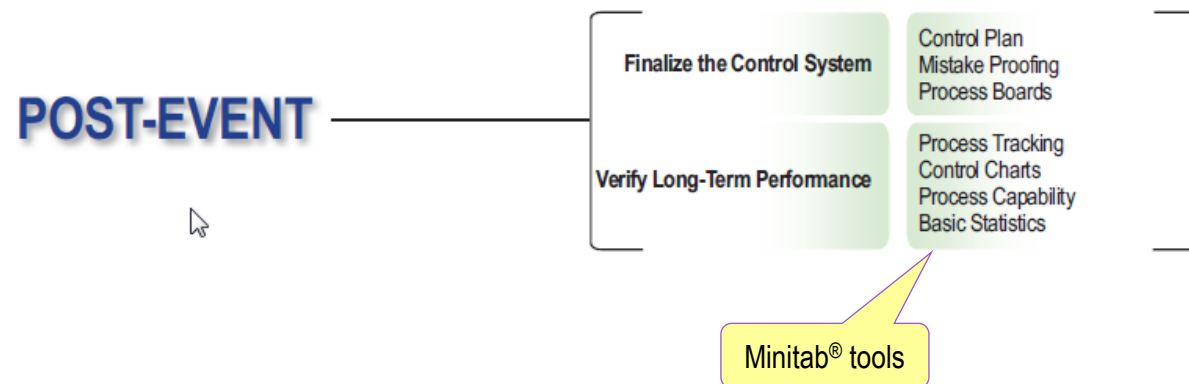 POST-EVENT
Finalize the Control System
Control Plan
Mistake Proofing
Process Boards
Verify Long-Term Performance
Process Tracking
Control Charts
Process Capability
Basic Statistics
Minitab® tools